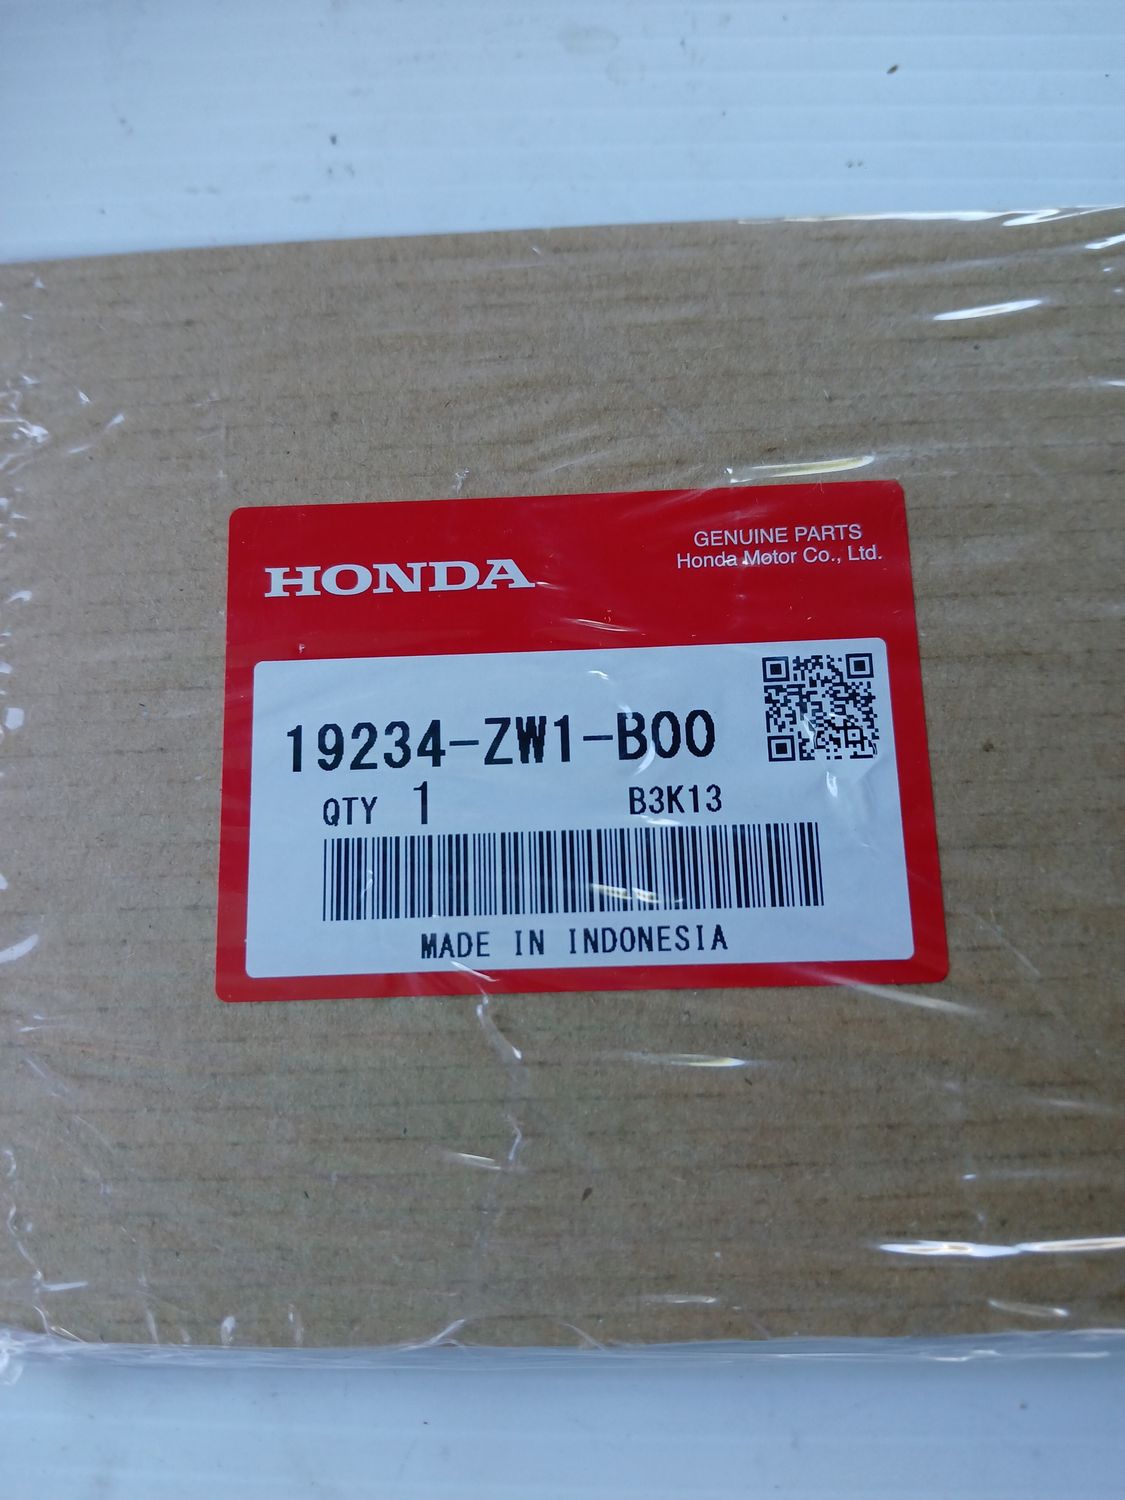 HONDA
GENUINE PARTS
Honda Motor Co., Ltd.
19234-ZW1-B00
QTY 1 B3K13
MADE IN INDONESIA